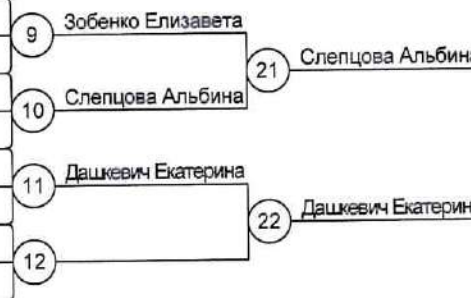 9
Зобенко Елизавета
21
Слепцова Альбина
10
Слепцова Альбина
11
Дашкевич Екатерина
22
Дашкевич Екатерин
12